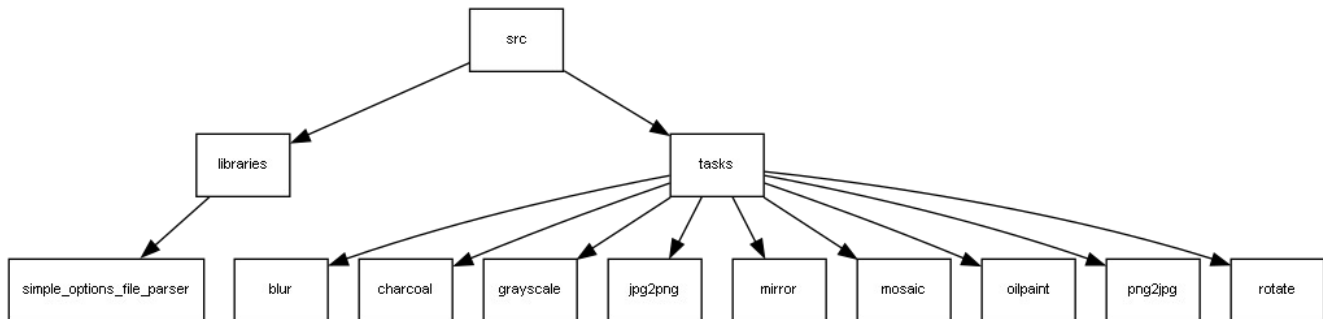 src
libraries
tasks
simple_options_file_parser
blur
charcoal
grayscale
jpg2png
mirror
mosaic
oilpaint
png2jpg
rotate